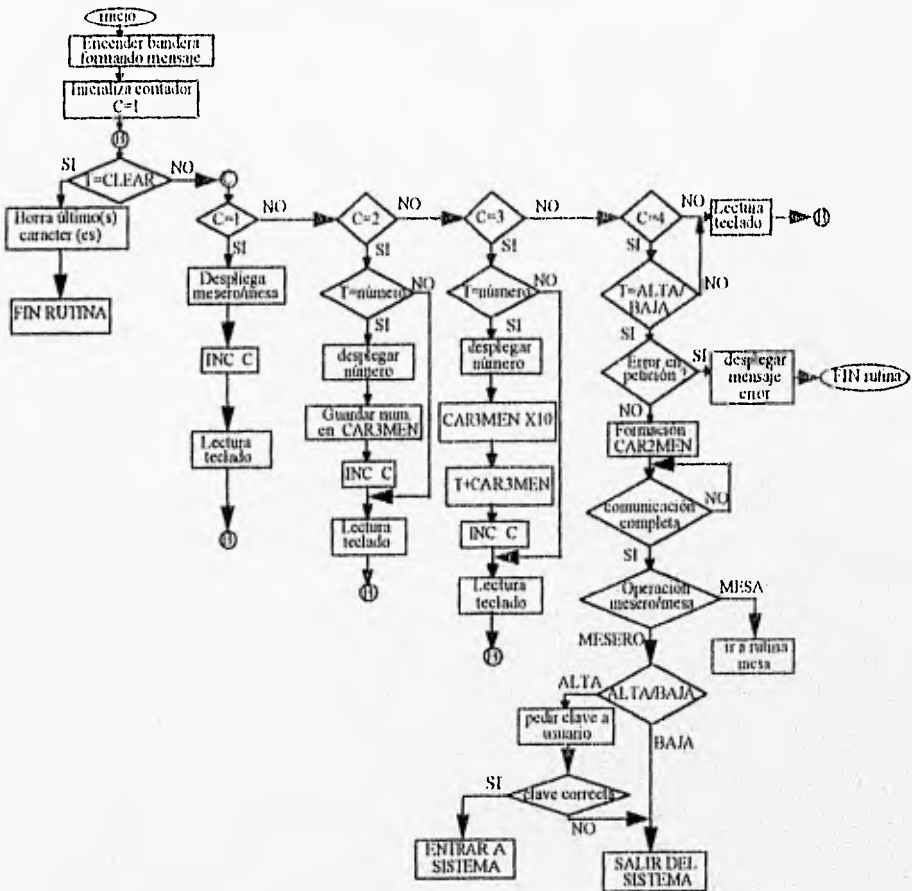 inicio
Encender bandera
formando mensaje
Inicializa contador
C=1
B
SI
T=CLEAR
NO
C
Borra último(s)
caracter (es)
FIN RUTINA
C=1
NO
SI
Despliega
mesero/mesa
INC C
Lectura
teclado
B
C=2
NO
SI
T=número
NO
SI
desplegar
número
Guardar num.
en CAR3MEN
INC C
Lectura
teclado
B
C=3
NO
SI
T=número
NO
SI
desplegar
número
CAR3MEN X10
T+CAR3MEN
INC C
Lectura
teclado
B
C=4
NO
Lectura
teclado
B
SI
T=ALTA/
BAJA
NO
SI
Error en
petición ?
SI
desplegar
mensaje
error
FIN rutina
NO
Formación
CAR2MEN
comunicación
completa
NO
SI
Operación
mesero/mesa
MESA
ir a rutina
mesa
MESERO
ALTA/BAJA
ALTA
pedir clave a
usuario
BAJA
clave correcta
SI
NO
ENTRAR A
SISTEMA
SALIR DEL
SISTEMA